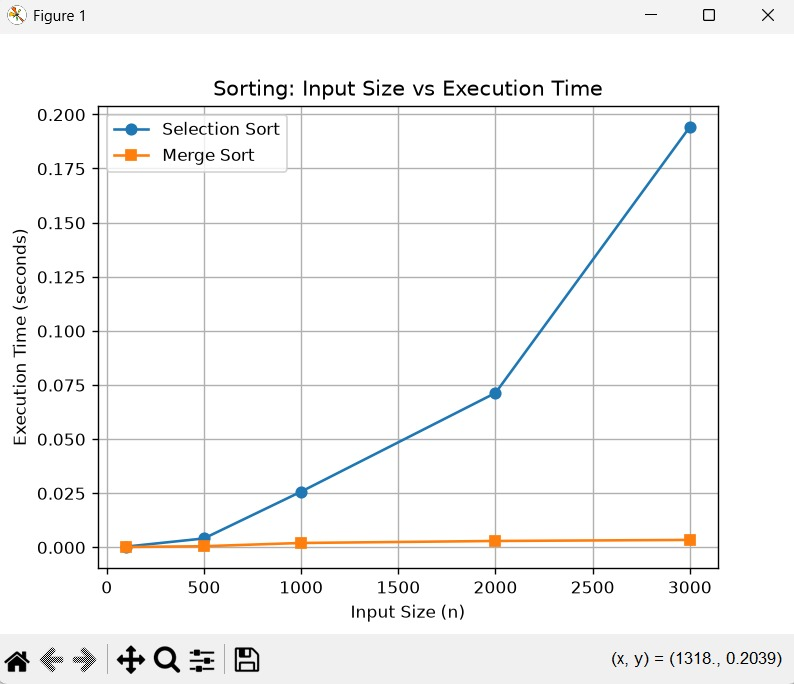 Figure 1
Sorting: Input Size vs Execution Time
Selection Sort
Merge Sort
Execution Time (seconds)
0.200
0.175
0.150
0.125
0.100
0.075
0.050
0.025
0.000
0 500 1000 1500 2000 2500 3000
Input Size (n)
(x, y) = (1318., 0.2039)